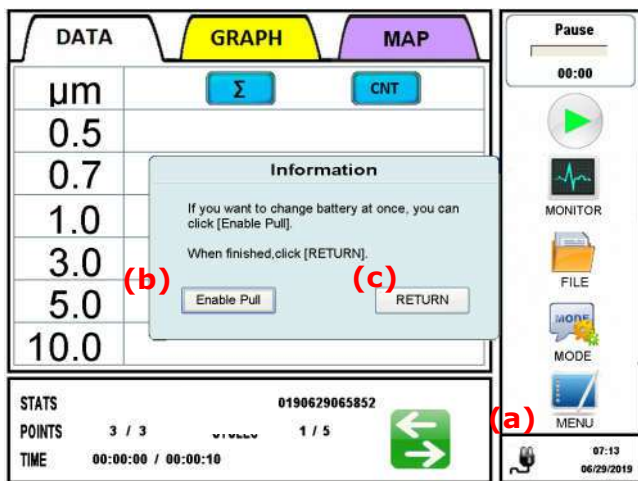 DATA GRAPH MAP
µm Σ CNT
0.5
0.7
1.0
3.0
5.0
10.0
Information
If you want to change battery at once, you can
click [Enable Pull].
When finished,click [RETURN].
(b) (c)
Enable Pull RETURN
STATS 0190629065852
POINTS 3 / 3 1 / 5
TIME 00:00:00 / 00:00:10
Pause
00:00
MONITOR
FILE
MODE
MODE
(a)
MENU
07:13
06/29/2019